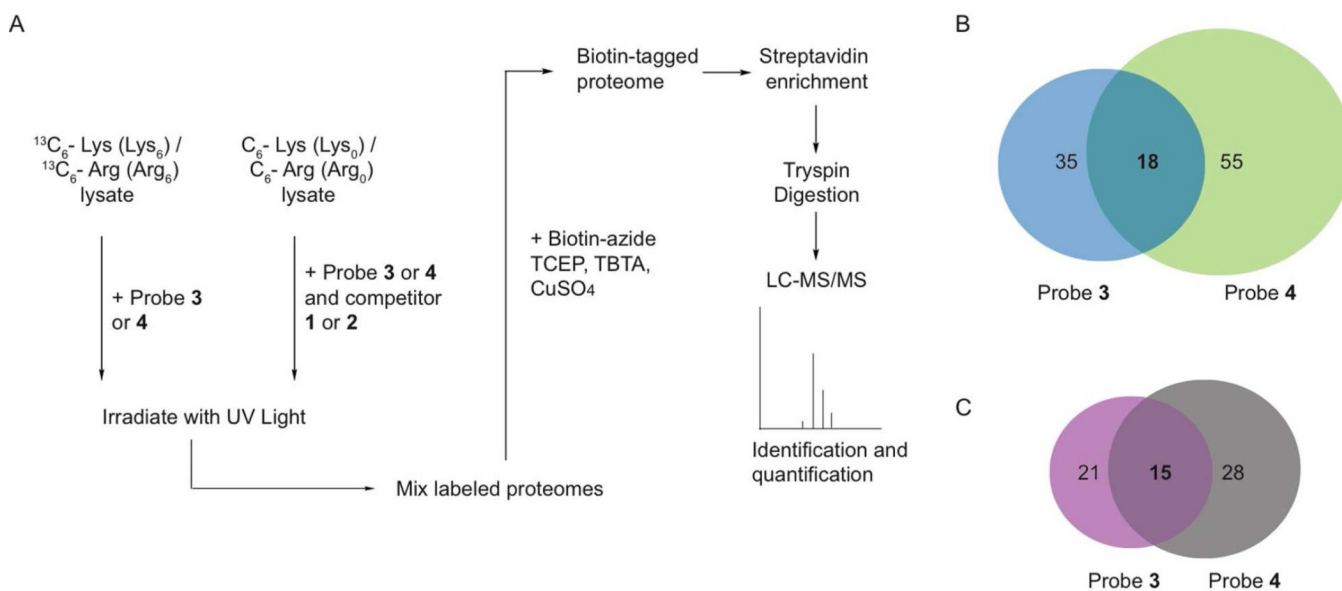 A
¹³C₆- Lys (Lys₆) /
¹³C₆- Arg (Arg₆)
lysate
C₆- Lys (Lys₀) /
C₆- Arg (Arg₀)
lysate
+ Probe 3
or 4
+ Probe 3 or 4
and competitor
1 or 2
Irradiate with UV Light
Mix labeled proteomes
+ Biotin-azide
TCEP, TBTA,
CuSO₄
Biotin-tagged
proteome
Streptavidin
enrichment
Tryspin
Digestion
LC-MS/MS
Identification and
quantification
B
35
18
55
Probe 3
Probe 4
C
21
15
28
Probe 3
Probe 4